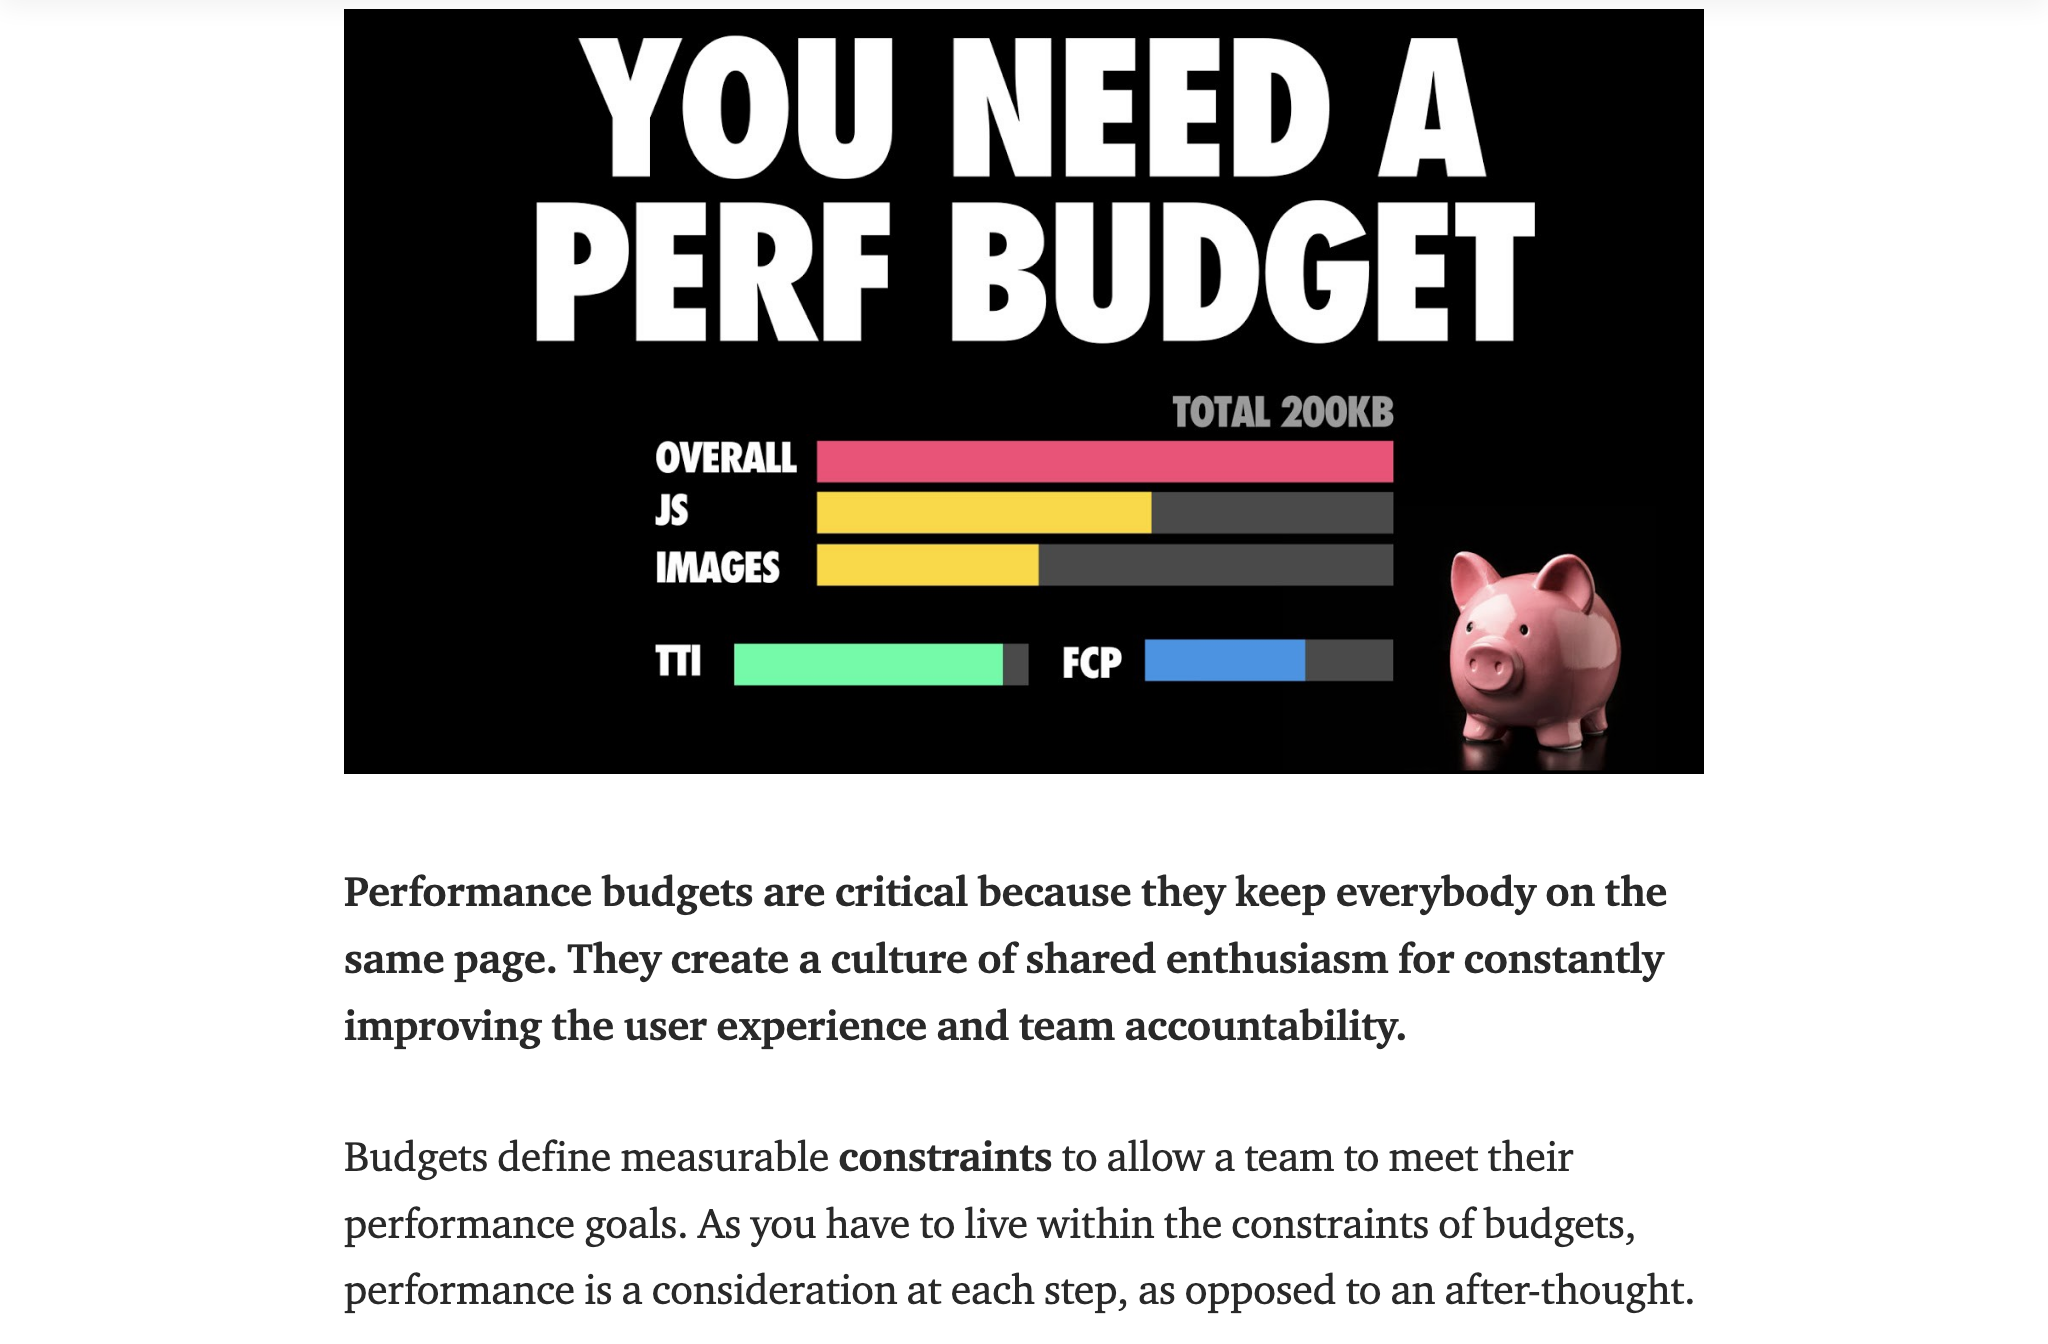 YOU NEED A
PERF BUDGET
TOTAL 200KB
OVERALL
JS
IMAGES
TTI
FCP
Performance budgets are critical because they keep everybody on the
same page. They create a culture of shared enthusiasm for constantly
improving the user experience and team accountability.
Budgets define measurable constraints to allow a team to meet their
performance goals. As you have to live within the constraints of budgets,
performance is a consideration at each step, as opposed to an after-thought.